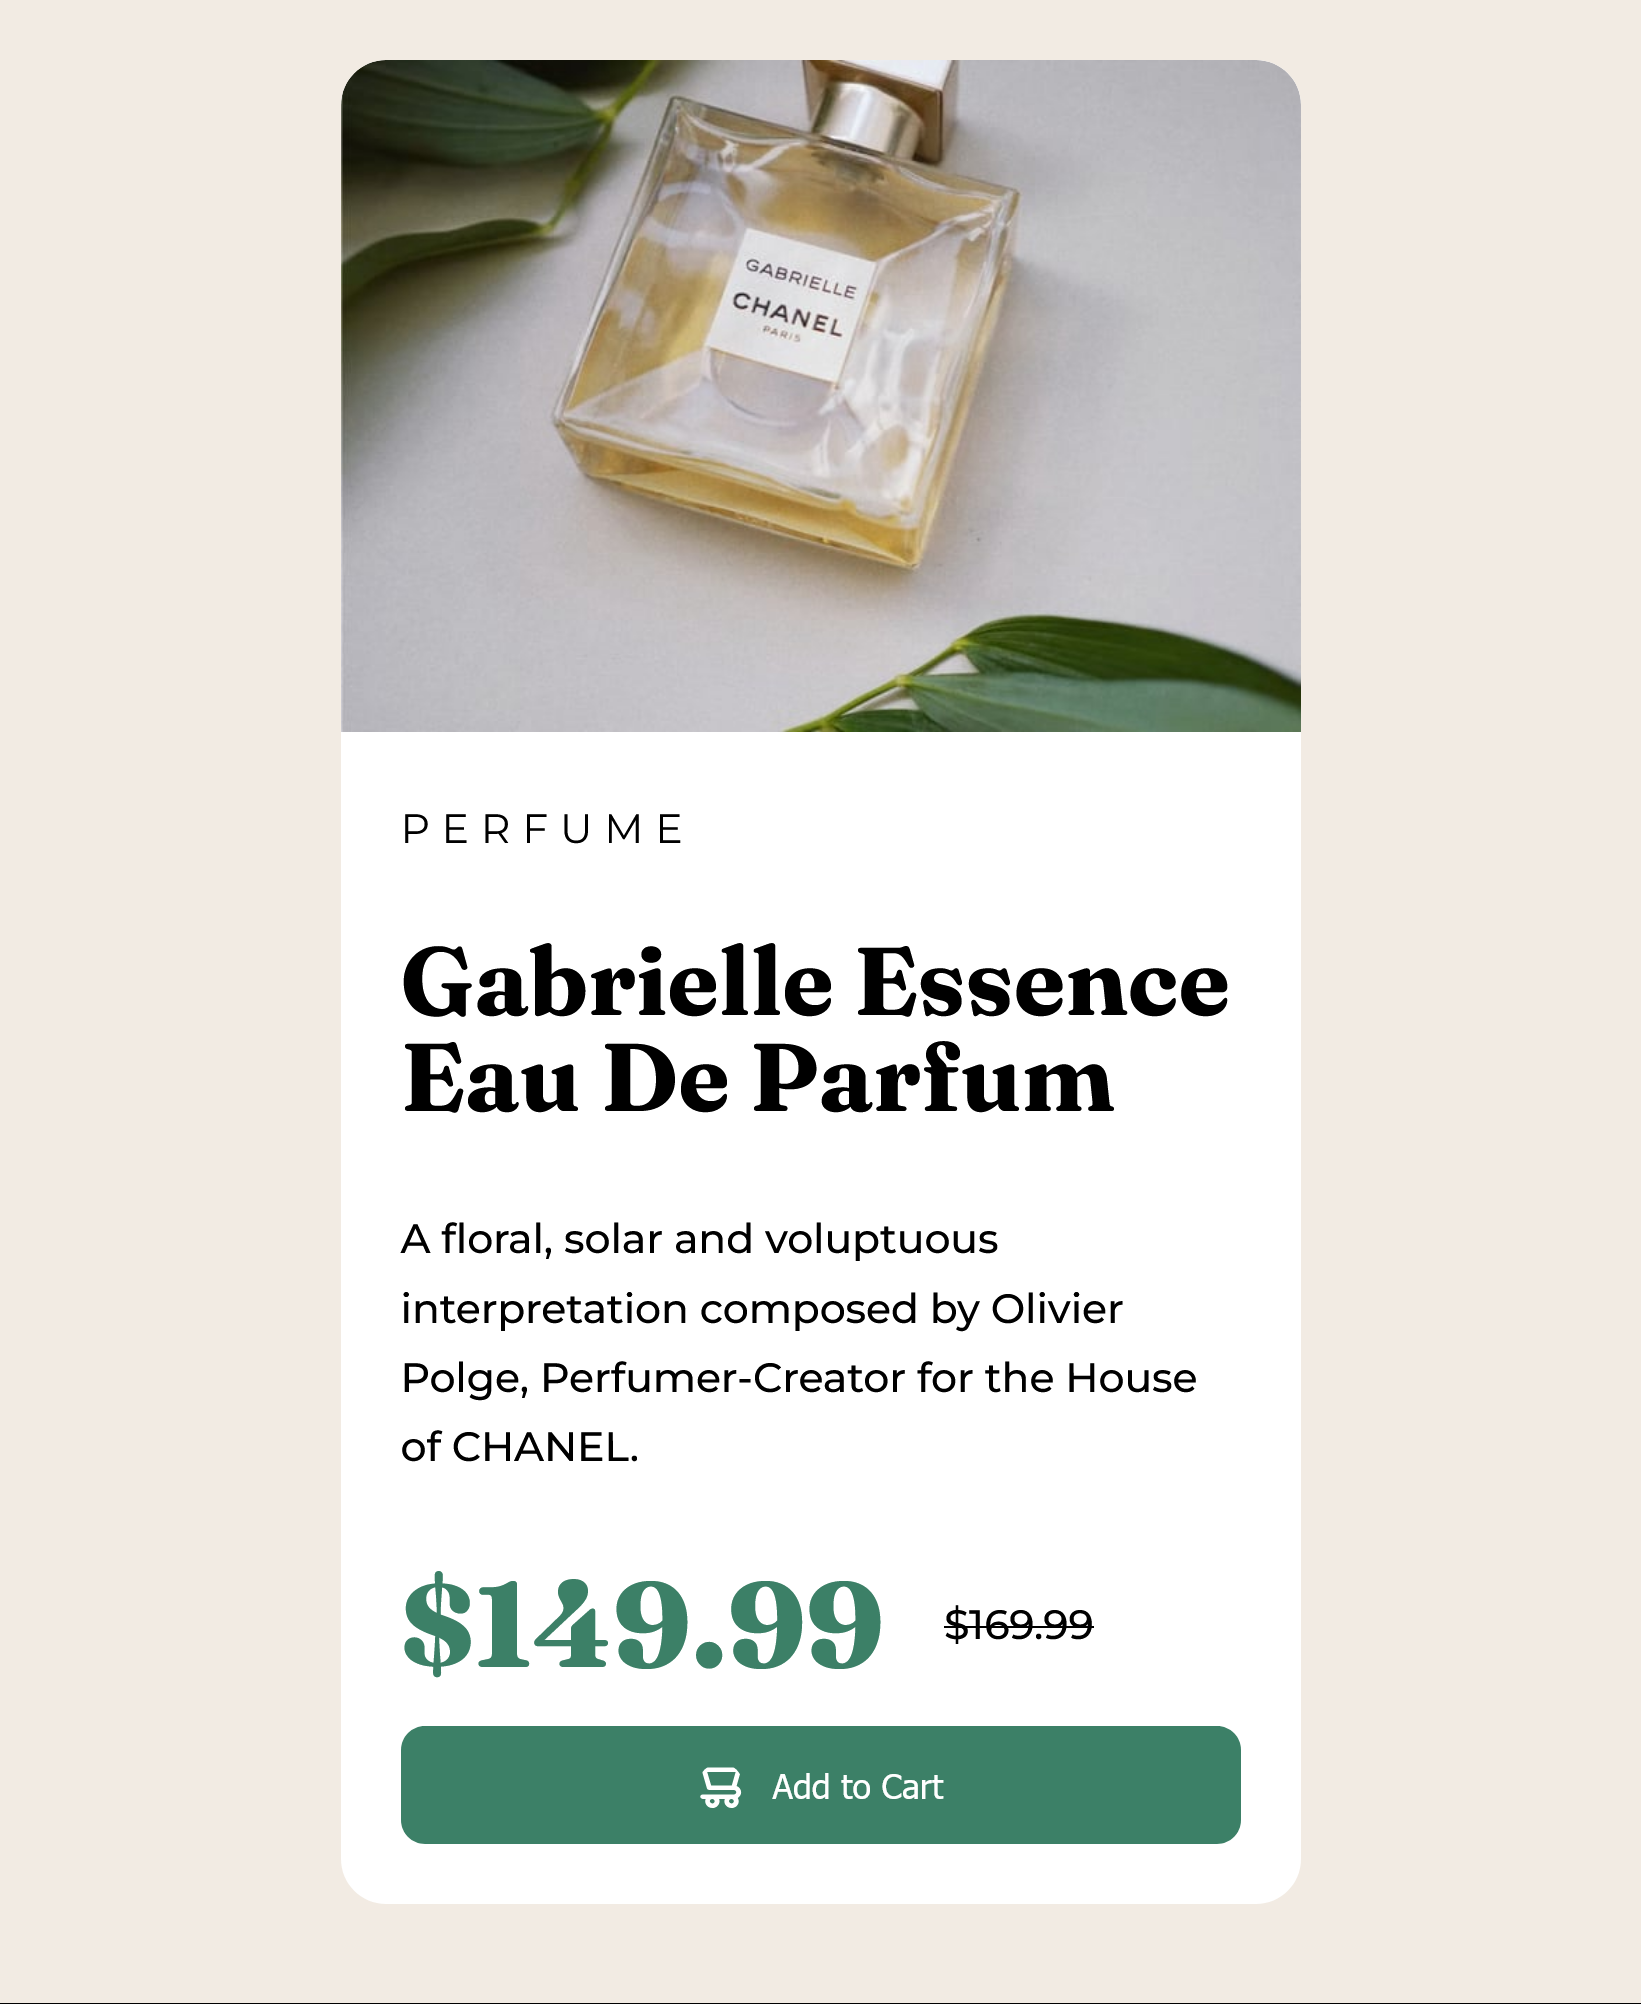 GABRIELLE
CHANEL
PARIS
PERFUME
Gabrielle Essence
Eau De Parfum
A floral, solar and voluptuous
interpretation composed by Olivier
Polge, Perfumer-Creator for the House
of CHANEL.
$149.99 $169.99
Add to Cart